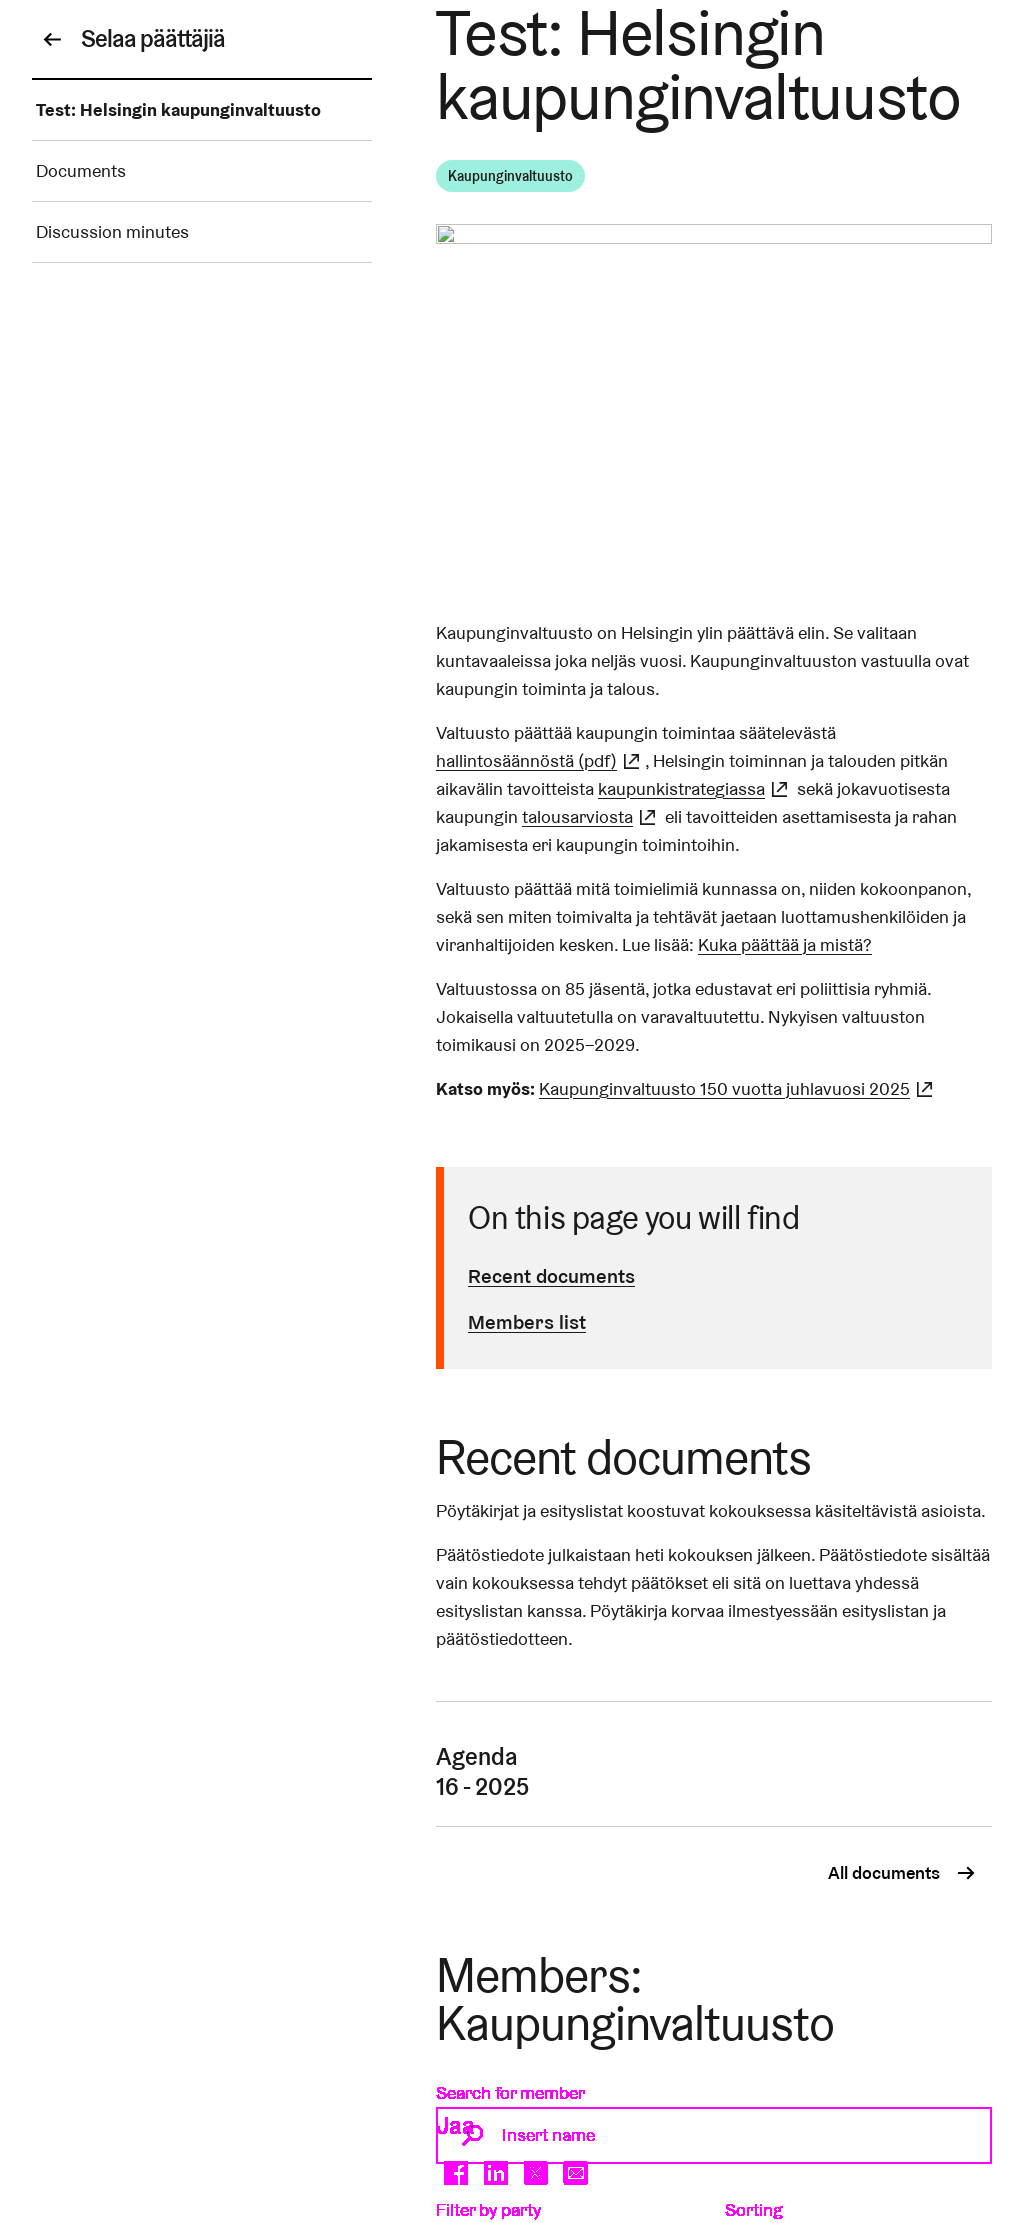 Selaa päättäjiä
Test: Helsingin kaupunginvaltuusto
Documents
Discussion minutes
Test: Helsingin
kaupunginvaltuusto
Kaupunginvaltuusto
Kaupunginvaltuusto on Helsingin ylin päättävä elin. Se valitaan
kuntavaaleissa joka neljäs vuosi. Kaupunginvaltuuston vastuulla ovat
kaupungin toiminta ja talous.
Valtuusto päättää kaupungin toimintaa säätelevästä
hallintosäännöstä (pdf) , Helsingin toiminnan ja talouden pitkän
aikavälin tavoitteista kaupunkistrategiassa sekä jokavuotisesta
kaupungin talousarviosta eli tavoitteiden asettamisesta ja rahan
jakamisesta eri kaupungin toimintoihin.
Valtuusto päättää mitä toimielimiä kunnassa on, niiden kokoonpanon,
sekä sen miten toimivalta ja tehtävät jaetaan luottamushenkilöiden ja
viranhaltijoiden kesken. Lue lisää: Kuka päättää ja mistä?
Valtuustossa on 85 jäsentä, jotka edustavat eri poliittisia ryhmiä.
Jokaisella valtuutetulla on varavaltuutettu. Nykyisen valtuuston
toimikausi on 2025–2029.
Katso myös: Kaupunginvaltuusto 150 vuotta juhlavuosi 2025
On this page you will find
Recent documents
Members list
Recent documents
Pöytäkirjat ja esityslistat koostuvat kokouksessa käsiteltävistä asioista.
Päätöstiedote julkaistaan heti kokouksen jälkeen. Päätöstiedote sisältää
vain kokouksessa tehdyt päätökset eli sitä on luettava yhdessä
esityslistan kanssa. Pöytäkirja korvaa ilmestyessään esityslistan ja
päätöstiedotteen.
Agenda
16 - 2025
All documents
Members:
Kaupunginvaltuusto
Search for member
Jaa
Insert name
Filter by party
Sorting